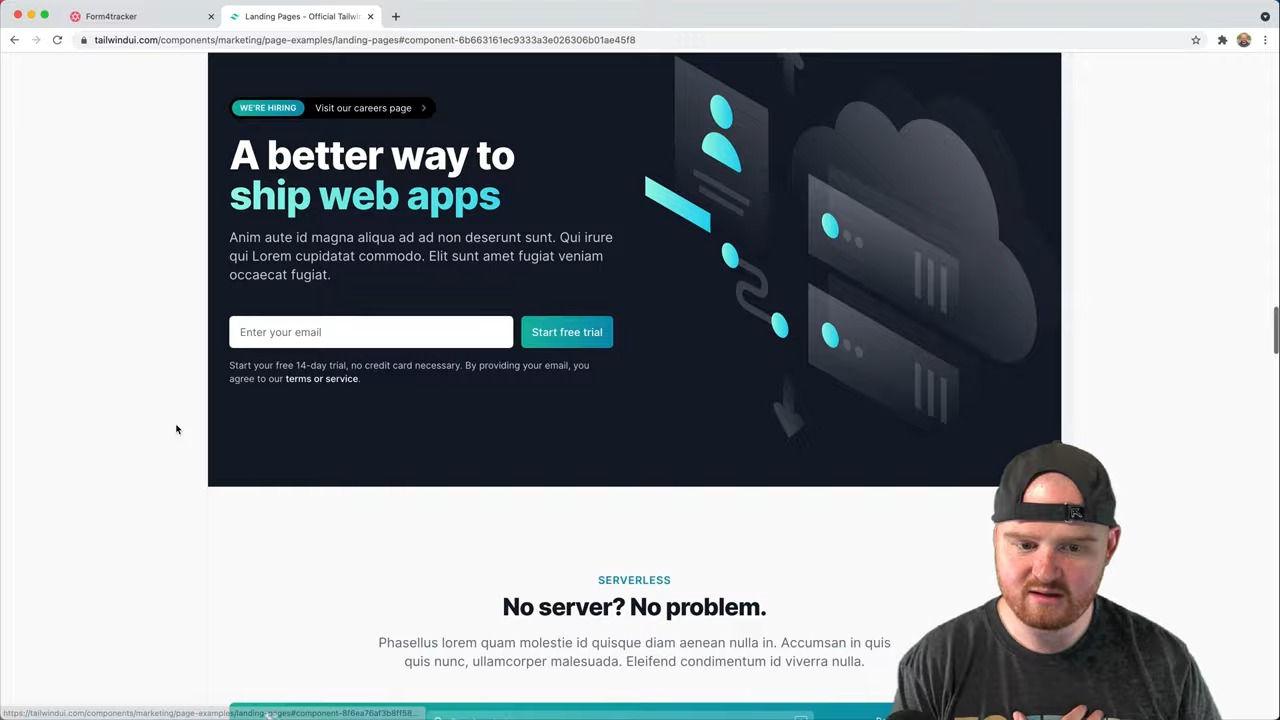 Form4tracker
Landing Pages - Official Tailwi
tailwindui.com/components/marketing/page-examples/landing-pages#component-6b663161ec9333a3e026306b01ae45f8
WE'RE HIRING Visit our careers page
A better way to
ship web apps
Anim aute id magna aliqua ad ad non deserunt sunt. Qui irure
qui Lorem cupidatat commodo. Elit sunt amet fugiat veniam
occaecat fugiat.
Enter your email
Start free trial
Start your free 14-day trial, no credit card necessary. By providing your email, you
agree to our terms or service.
SERVERLESS
No server? No problem.
Phasellus lorem quam molestie id quisque diam aenean nulla in. Accumsan in quis
quis nunc, ullamcorper malesuada. Eleifend condimentum id viverra nulla.